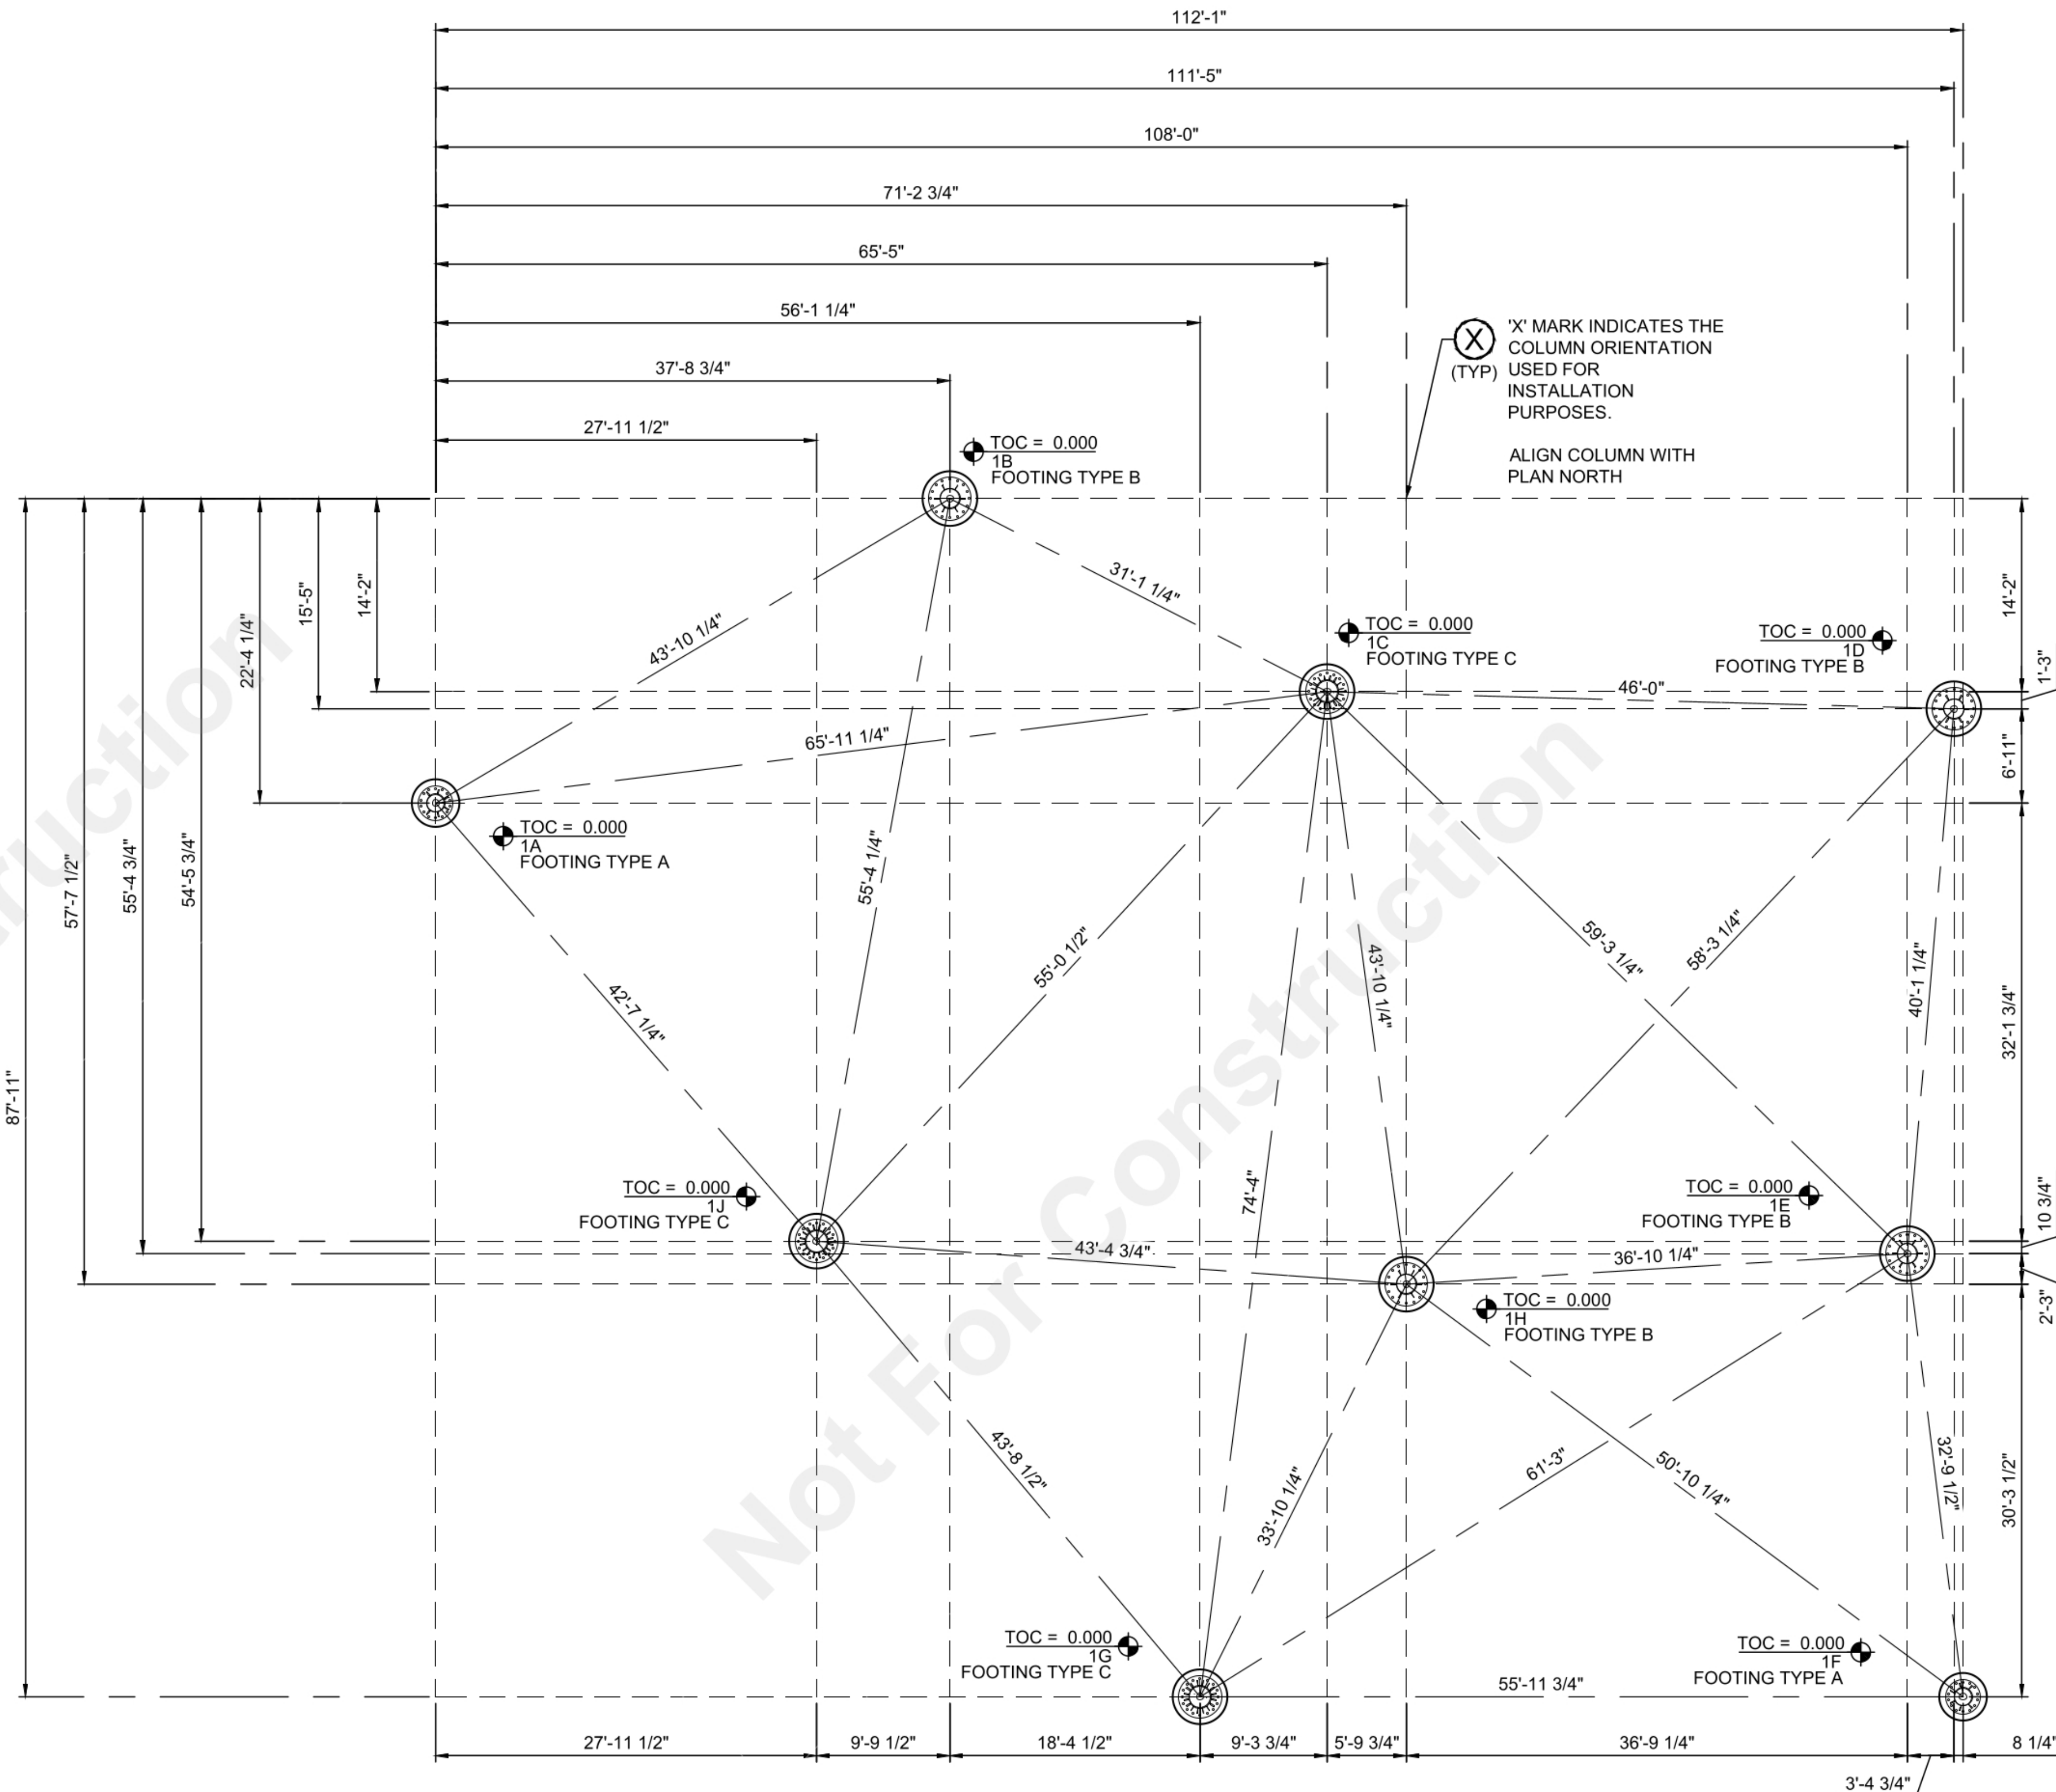 112'-1"
111'-5"
108'-0"
71'-2 3/4"
65'-5"
56'-1 1/4"
37'-8 3/4"
27'-11 1/2"
X
(TYP)
'X' MARK INDICATES THE
COLUMN ORIENTATION
USED FOR
INSTALLATION
PURPOSES.
ALIGN COLUMN WITH
PLAN NORTH
TOC = 0.000
1B
FOOTING TYPE B
87'-11"
57'-7 1/2"
55'-4 3/4"
54'-5 3/4"
22'-4 1/4"
15'-5"
14'-2"
43'-10 1/4"
31'-1 1/4"
TOC = 0.000
1C
FOOTING TYPE C
TOC = 0.000
1D
FOOTING TYPE B
14'-2"
1'-3"
6'-11"
46'-0"
65'-11 1/4"
TOC = 0.000
1A
FOOTING TYPE A
55'-4 1/4"
42'-7 1/4"
55'-0 1/2"
43'-10 1/4"
59'-3 1/4"
58'-3 1/4"
40'-1 1/4"
32'-1 3/4"
74'-4"
TOC = 0.000
1J
FOOTING TYPE C
TOC = 0.000
1E
FOOTING TYPE B
10 3/4"
2'-3"
43'-4 3/4"
36'-10 1/4"
TOC = 0.000
1H
FOOTING TYPE B
43'-8 1/2"
33'-10 1/4"
61'-3"
50'-10 1/4"
32'-9 1/2"
30'-3 1/2"
TOC = 0.000
1G
FOOTING TYPE C
TOC = 0.000
1F
FOOTING TYPE A
55'-11 3/4"
27'-11 1/2"
9'-9 1/2"
18'-4 1/2"
9'-3 3/4"
5'-9 3/4"
36'-9 1/4"
3'-4 3/4"
8 1/4"
Not For Construction
ruction